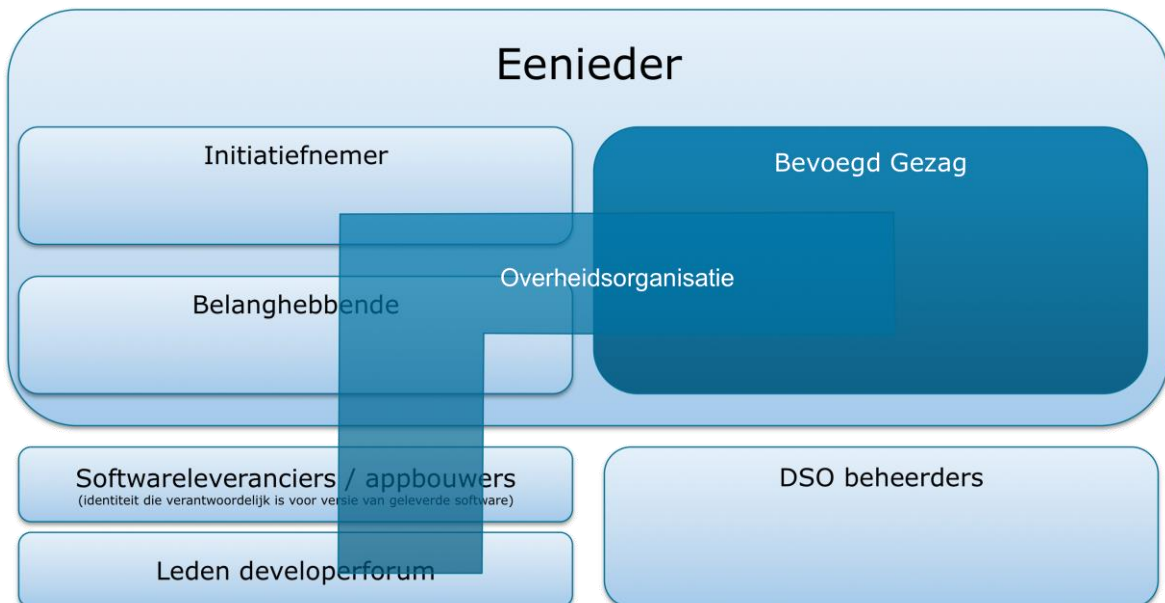 Eenieder
Initiatiefnemer
Bevoegd Gezag
Overheidsorganisatie
Belanghebbende
Softwareleveranciers / appbouwers
(identiteit die verantwoordelijk is voor versie van geleverde software)
DSO beheerders
Leden developerforum